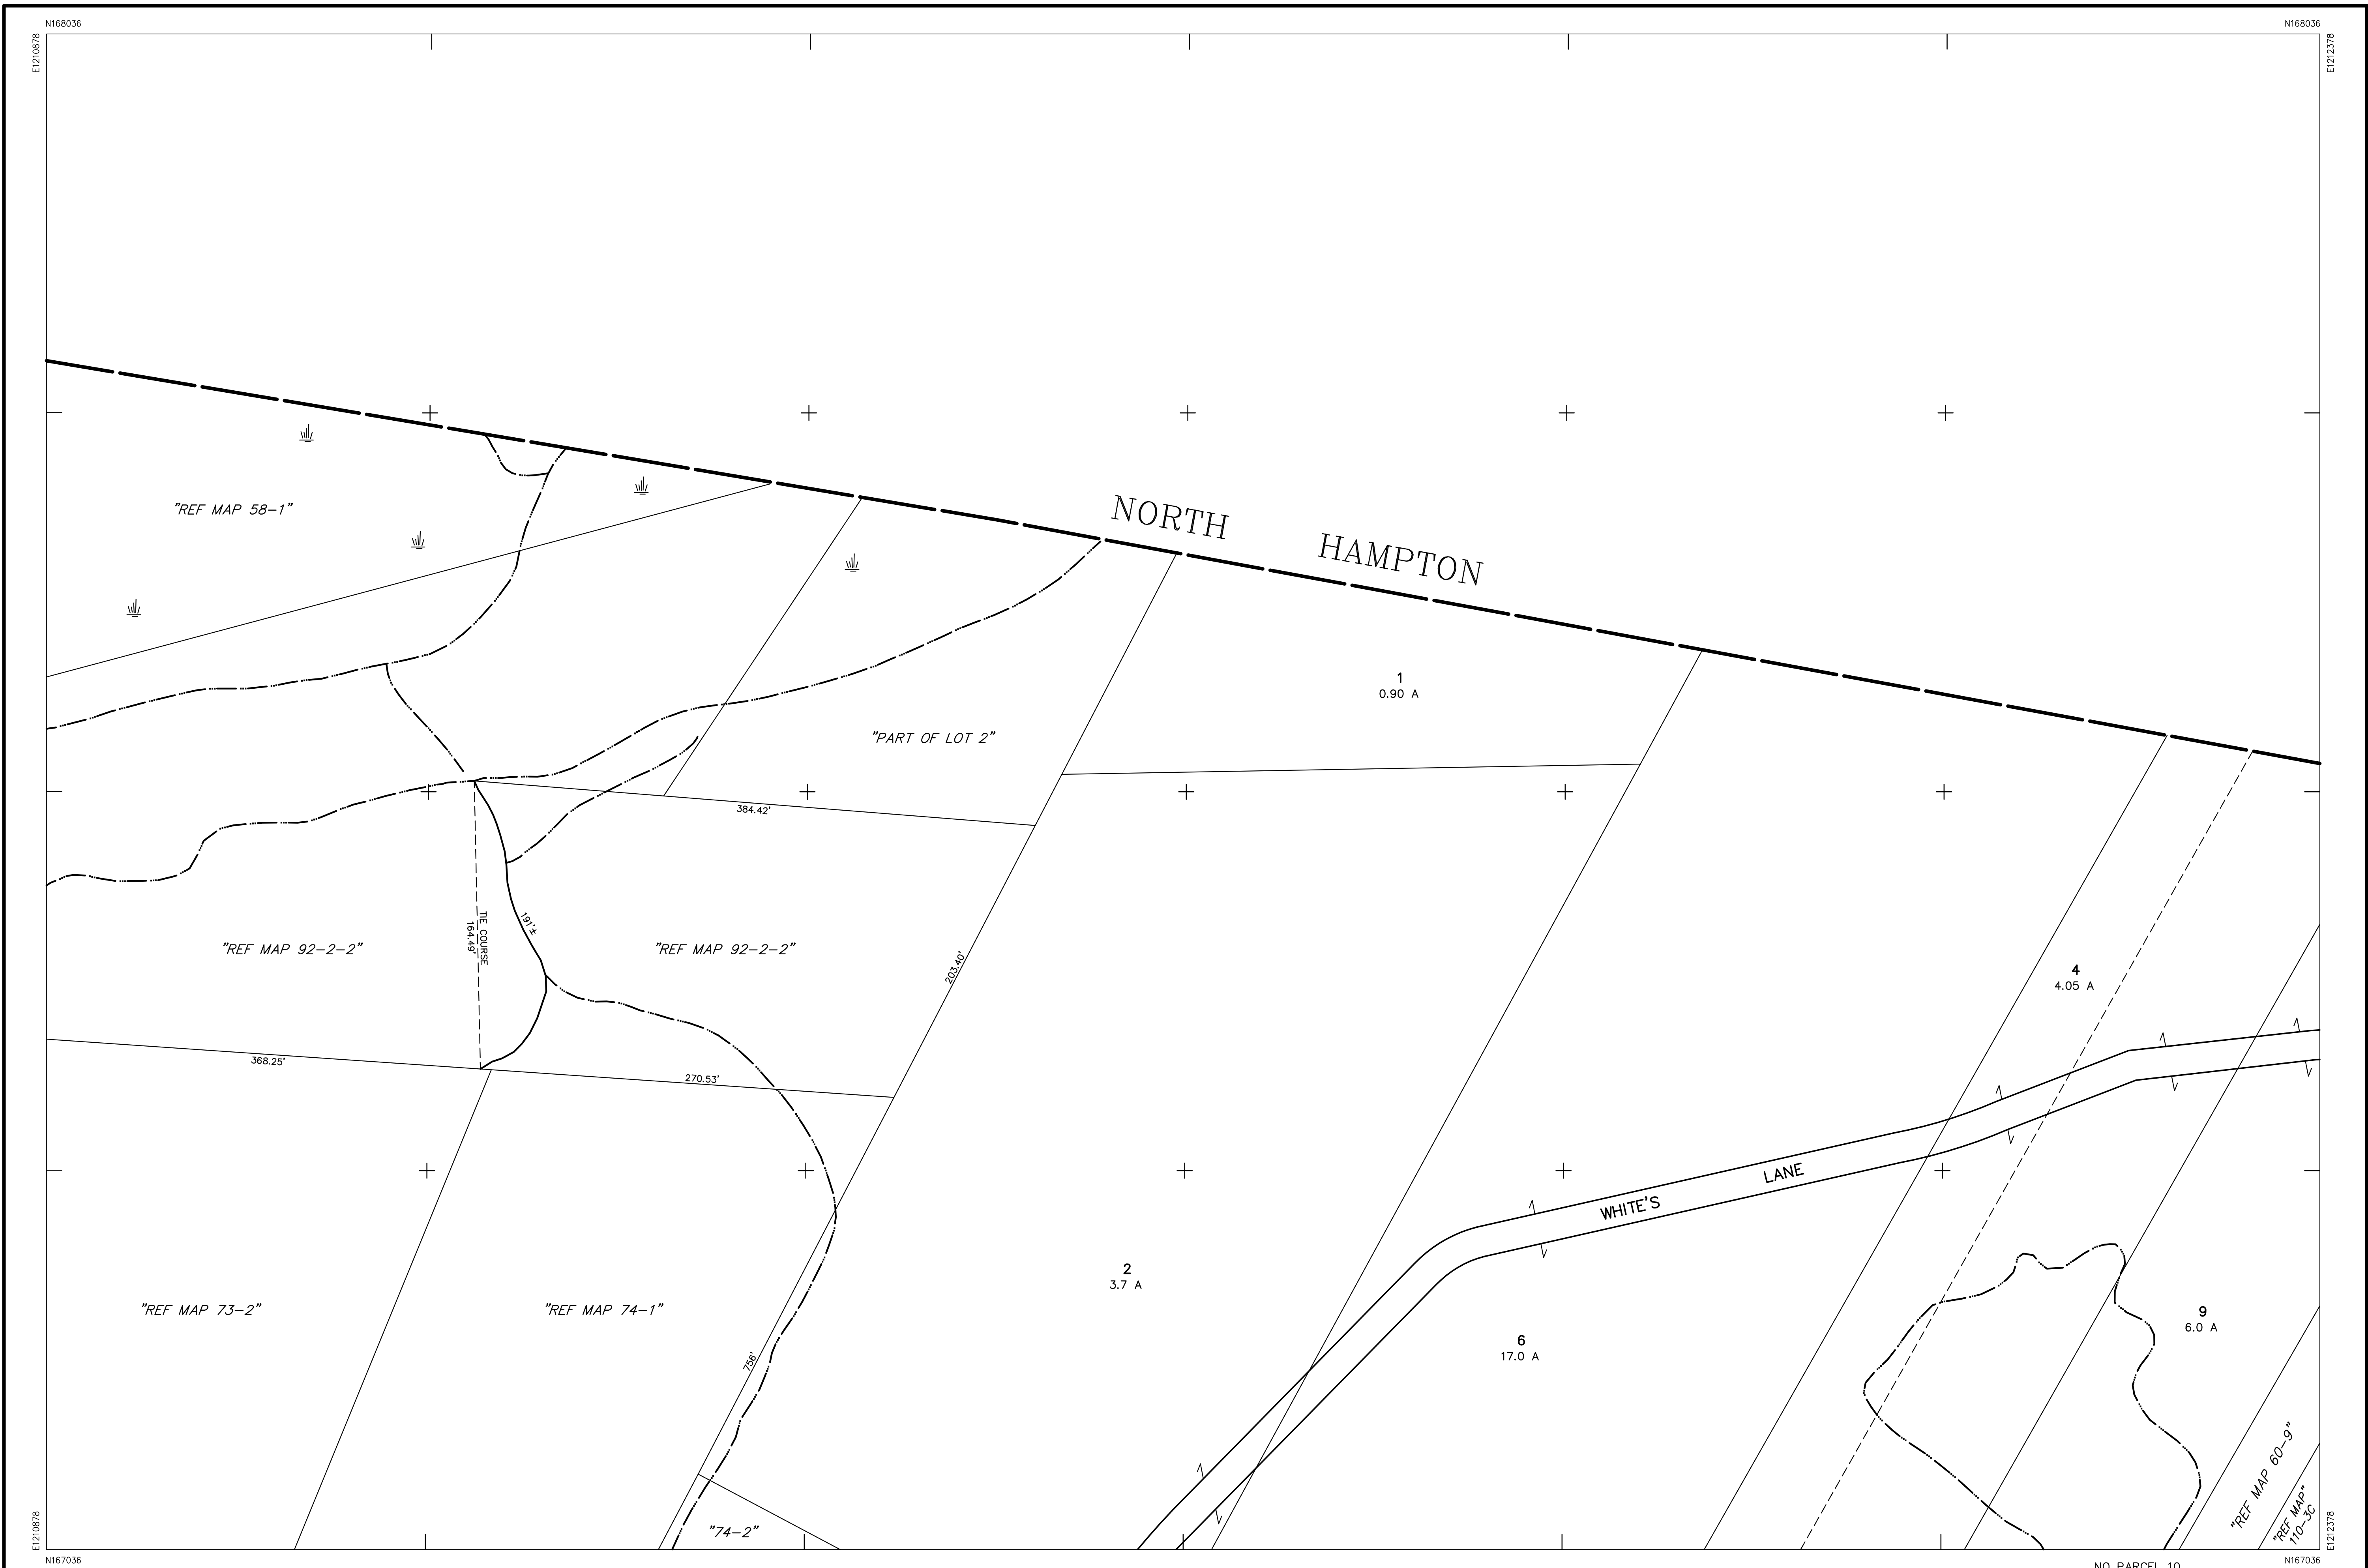 N168036
N168036
E1210878
E1212378
"REF MAP 58-1"
NORTH HAMPTON
1
0.90 A
"PART OF LOT 2"
384.42'
TIE COURSE
164.49'
191'±
"REF MAP 92-2-2"
"REF MAP 92-2-2"
203.40'
4
4.05 A
368.25'
270.53'
WHITE'S LANE
2
3.7 A
"REF MAP 73-2"
"REF MAP 74-1"
9
6.0 A
6
17.0 A
756'
"REF MAP 60-9"
"REF MAP"
110-3C
"74-2"
E1210878
E1212378
N167036
N167036
NO PARCEL 10